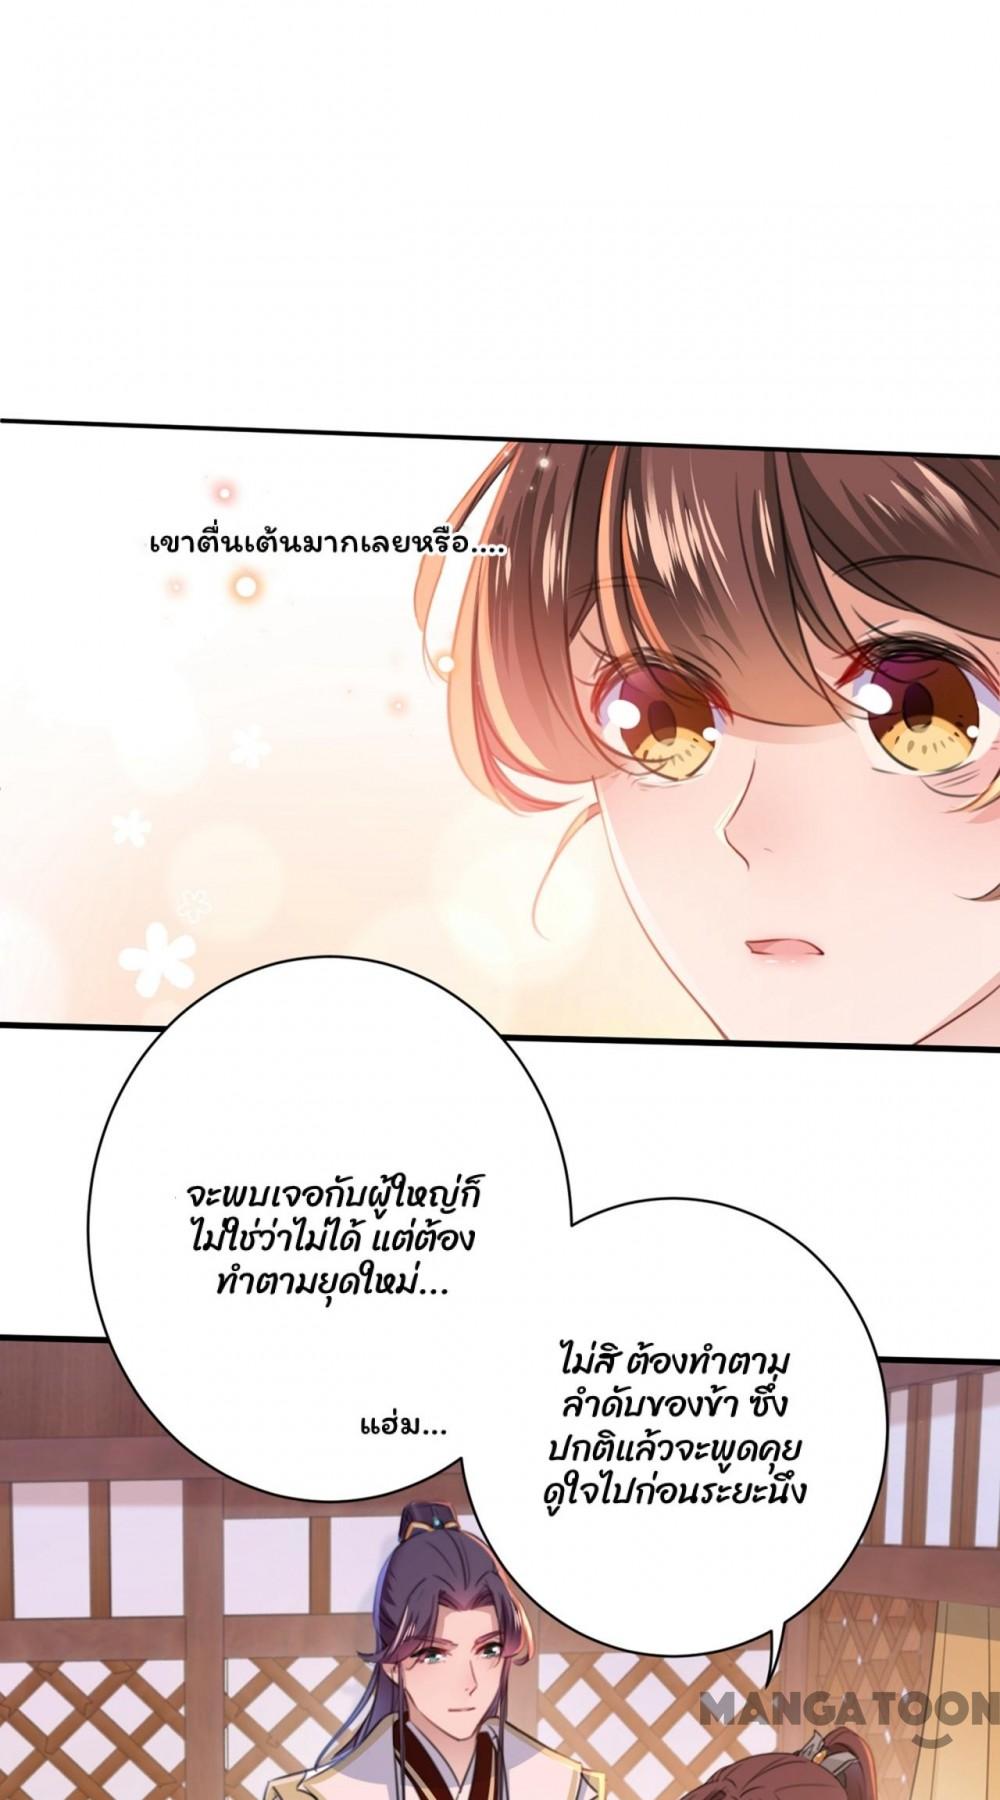 เขาตื่นเต้นมากเลยหรือ....
จะพบเจอกับผู้ใหญ่ก็
ไม่ใช่ว่าไม่ได้ แต่ต้อง
ทำตามยุดใหม่...
แฮ่ม...
ไม่สิ ต้องทำตาม
ลำดับของข้า ซึ่ง
ปกติแล้วจะพูดคุย
ดูใจไปก่อนระยะนึง
MANGATOON